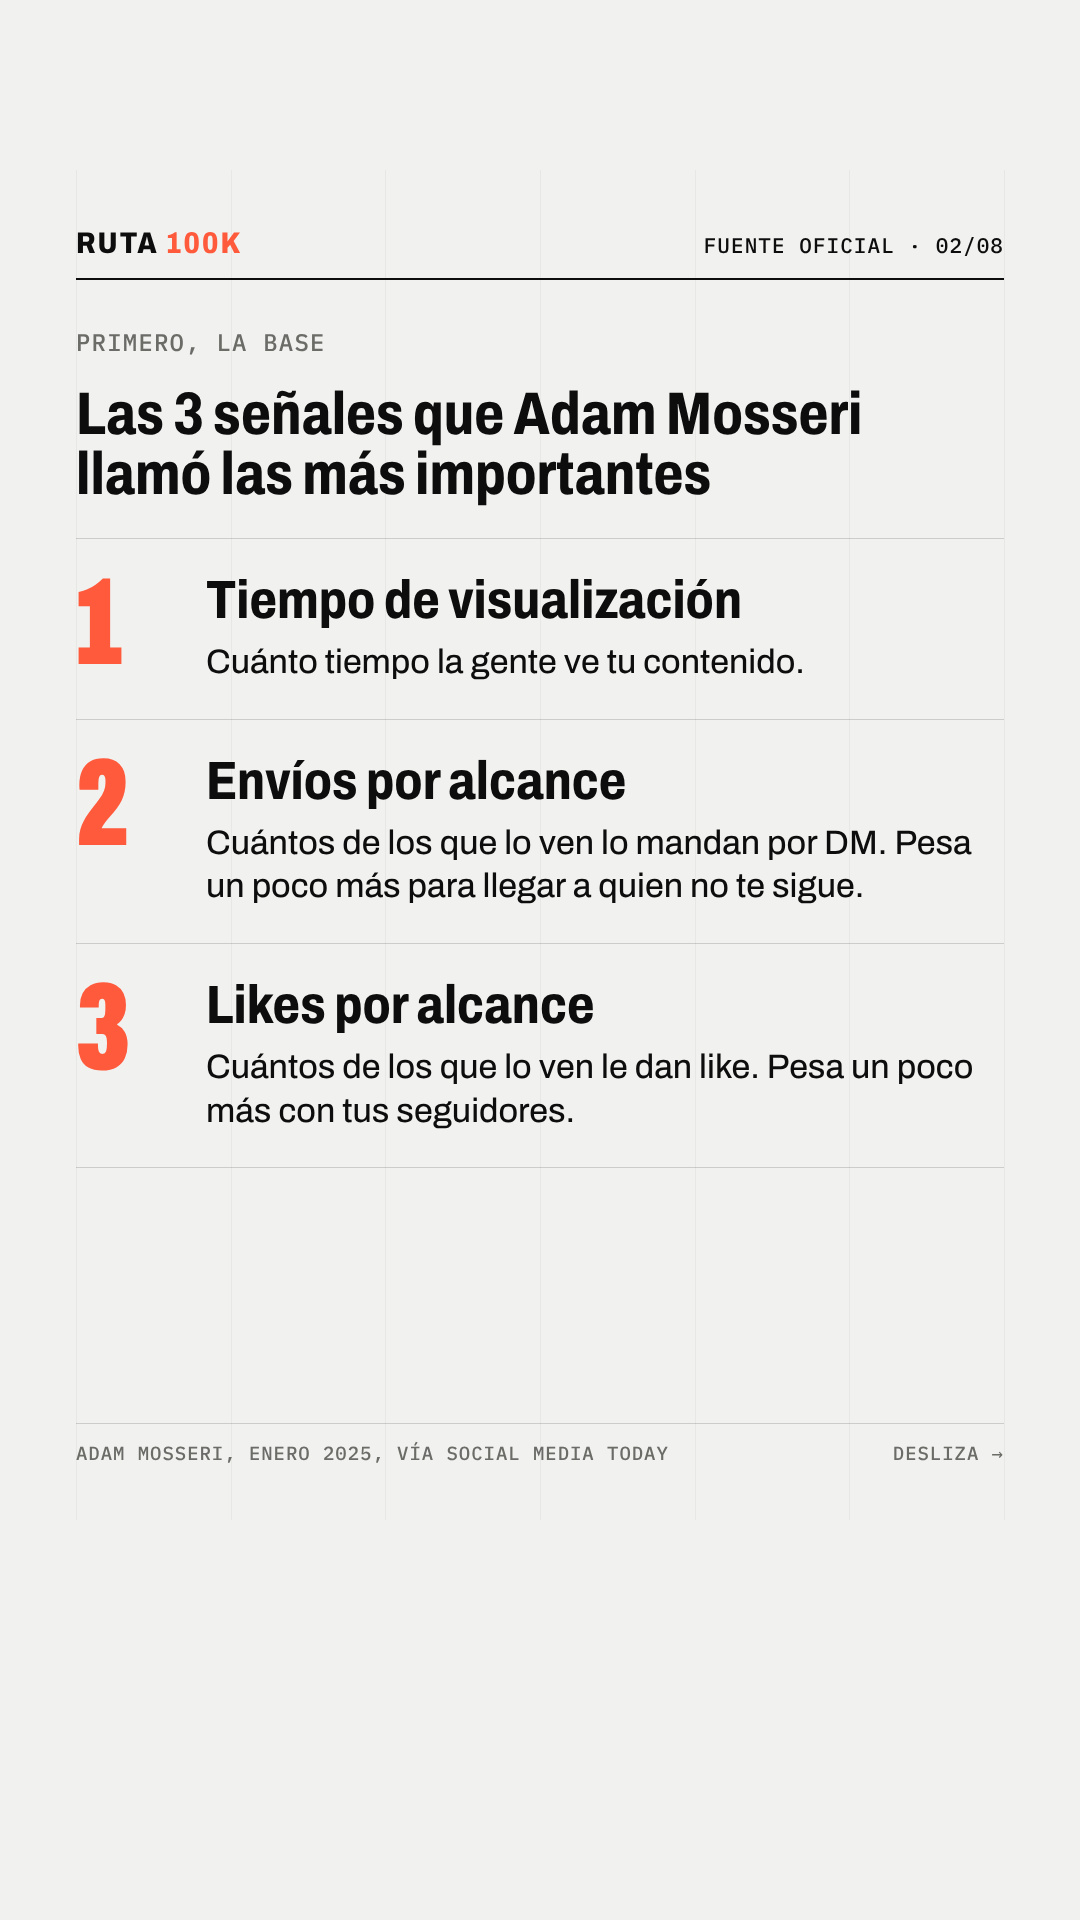 RUTA 100K
FUENTE OFICIAL · 02/08
PRIMERO, LA BASE
Las 3 señales que Adam Mosseri
llamó las más importantes
1
Tiempo de visualización
Cuánto tiempo la gente ve tu contenido.
2
Envíos por alcance
Cuántos de los que lo ven lo mandan por DM. Pesa
un poco más para llegar a quien no te sigue.
3
Likes por alcance
Cuántos de los que lo ven le dan like. Pesa un poco
más con tus seguidores.
ADAM MOSSERI, ENERO 2025, VÍA SOCIAL MEDIA TODAY
DESLIZA →